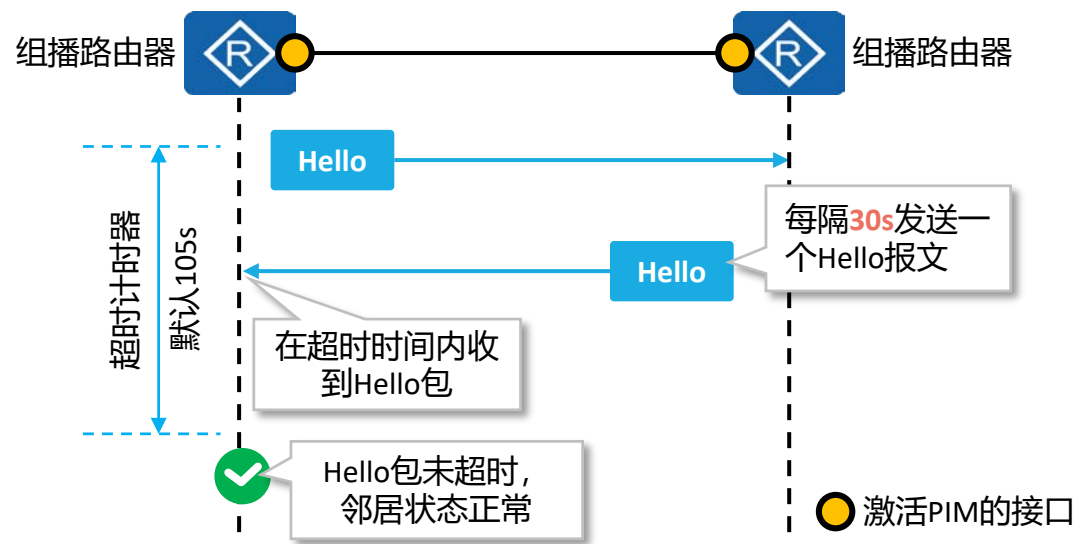 组播路由器
R
R
组播路由器
Hello
每隔30s发送一
个Hello报文
Hello
超时计时器
默认105s
在超时时间内收
到Hello包
Hello包未超时，
邻居状态正常
激活PIM的接口